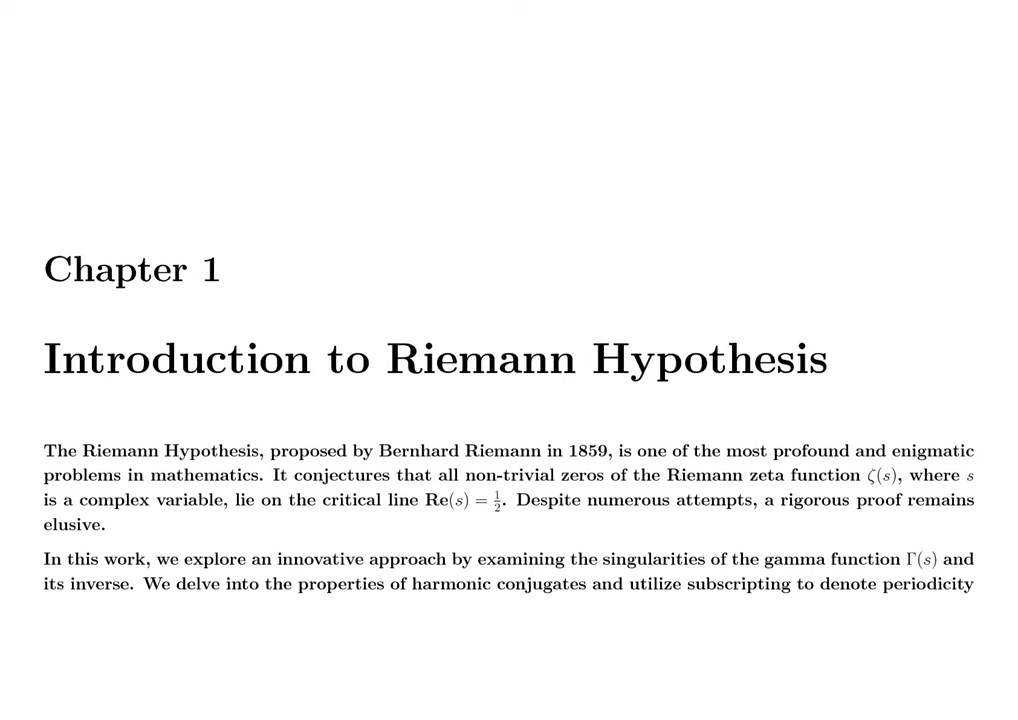 Chapter 1
Introduction to Riemann Hypothesis
The Riemann Hypothesis, proposed by Bernhard Riemann in 1859, is one of the most profound and enigmatic
problems in mathematics. It conjectures that all non-trivial zeros of the Riemann zeta function ζ(s), where s
is a complex variable, lie on the critical line Re(s) = 1/2. Despite numerous attempts, a rigorous proof remains
elusive.
In this work, we explore an innovative approach by examining the singularities of the gamma function Γ(s) and
its inverse. We delve into the properties of harmonic conjugates and utilize subscripting to denote periodicity